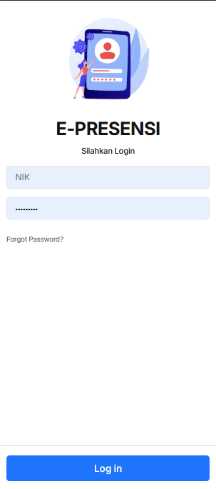 E-PRESENSI
Silahkan Login
NIK
•••••••••
Forgot Password?
Log in